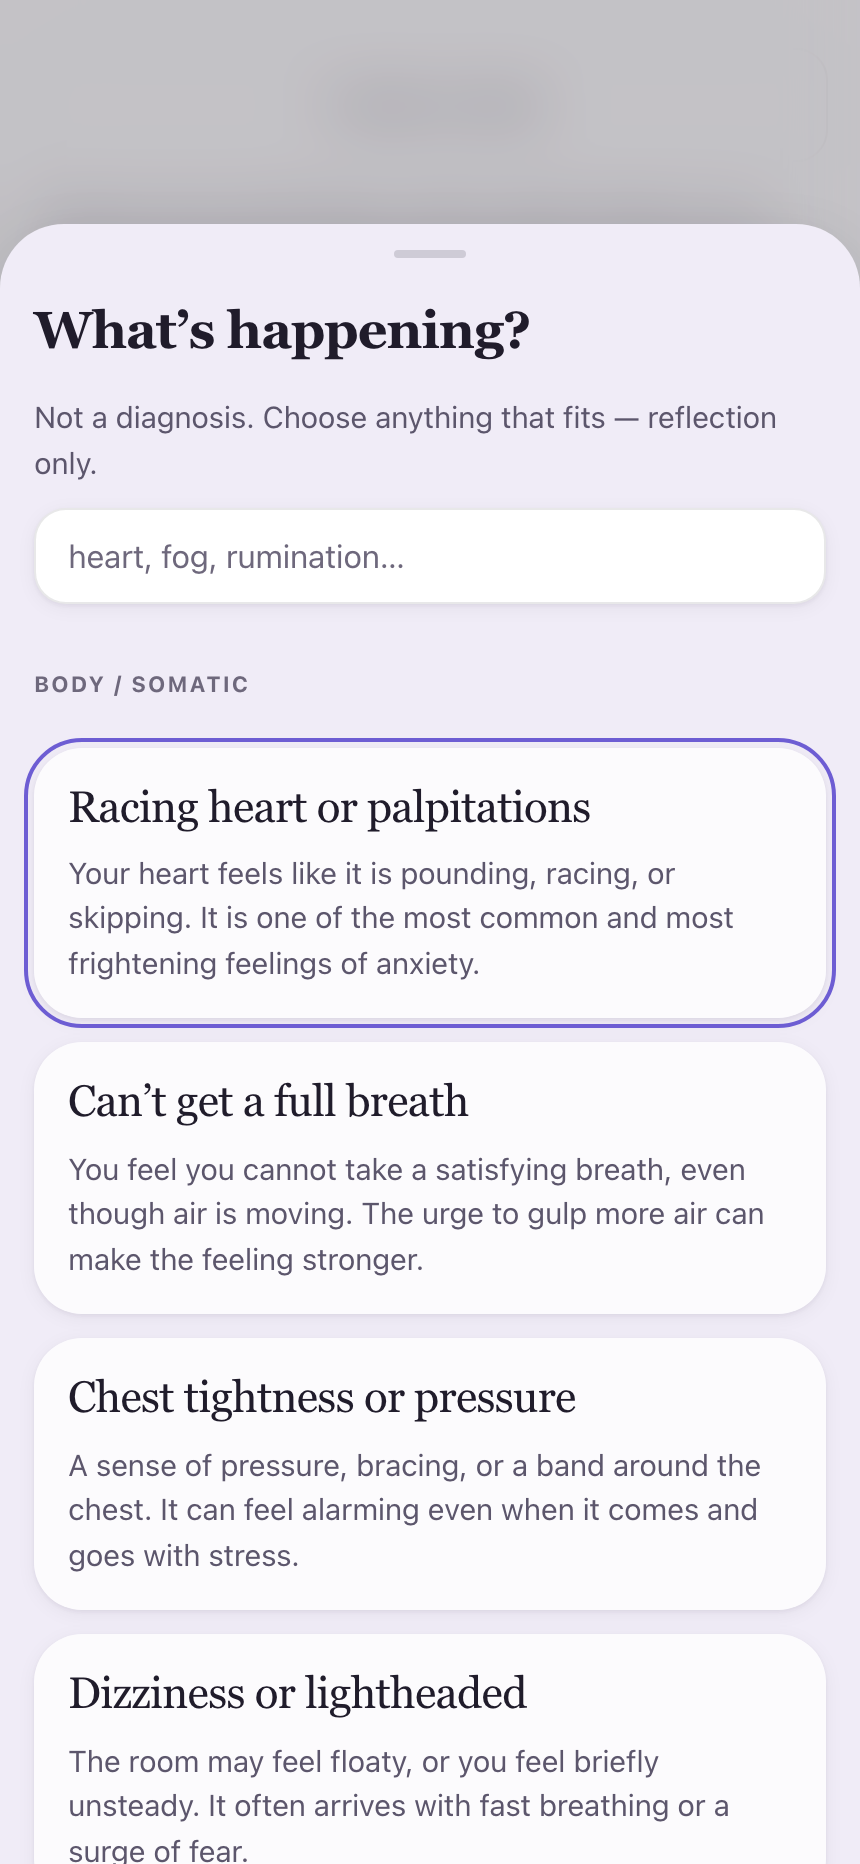 What’s happening?
Not a diagnosis. Choose anything that fits — reflection
only.
heart, fog, rumination...
BODY / SOMATIC
Racing heart or palpitations
Your heart feels like it is pounding, racing, or
skipping. It is one of the most common and most
frightening feelings of anxiety.
Can’t get a full breath
You feel you cannot take a satisfying breath, even
though air is moving. The urge to gulp more air can
make the feeling stronger.
Chest tightness or pressure
A sense of pressure, bracing, or a band around the
chest. It can feel alarming even when it comes and
goes with stress.
Dizziness or lightheaded
The room may feel floaty, or you feel briefly
unsteady. It often arrives with fast breathing or a
surge of fear.